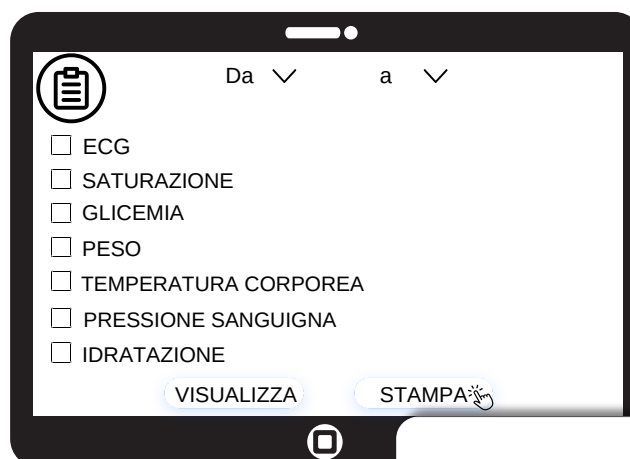 Da a
ECG
SATURAZIONE
GLICEMIA
PESO
TEMPERATURA CORPOREA
PRESSIONE SANGUIGNA
IDRATAZIONE
VISUALIZZA STAMPA